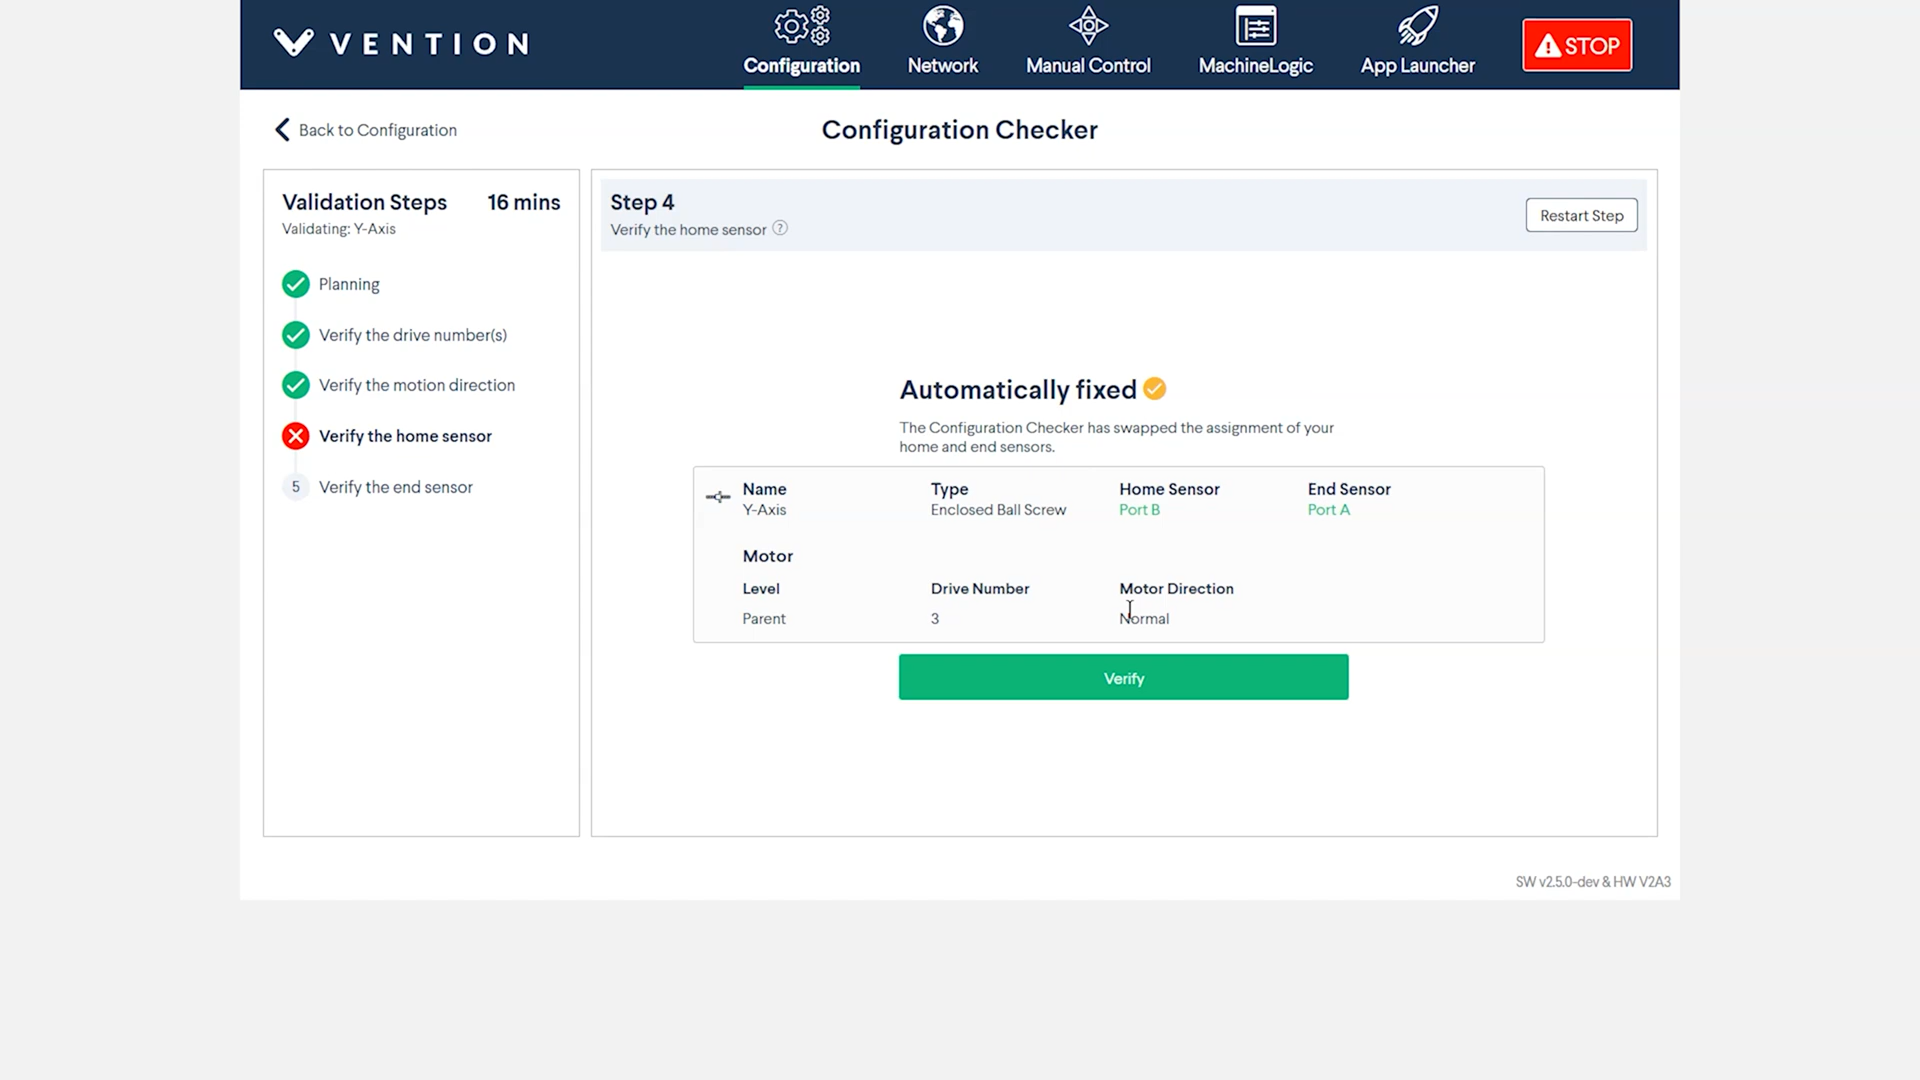 VENTION
Configuration
Network
Manual Control
MachineLogic
App Launcher
STOP
Back to Configuration
Configuration Checker
Validation Steps 16 mins
Validating: Y-Axis
Planning
Verify the drive number(s)
Verify the motion direction
Verify the home sensor
5 Verify the end sensor
Step 4
Verify the home sensor ?
Restart Step
Automatically fixed
The Configuration Checker has swapped the assignment of your
home and end sensors.
Name Type Home Sensor End Sensor
Y-Axis Enclosed Ball Screw Port B Port A
Motor
Level Drive Number Motor Direction
Parent 3 Normal
Verify
SW v2.5.0-dev & HW V2A3